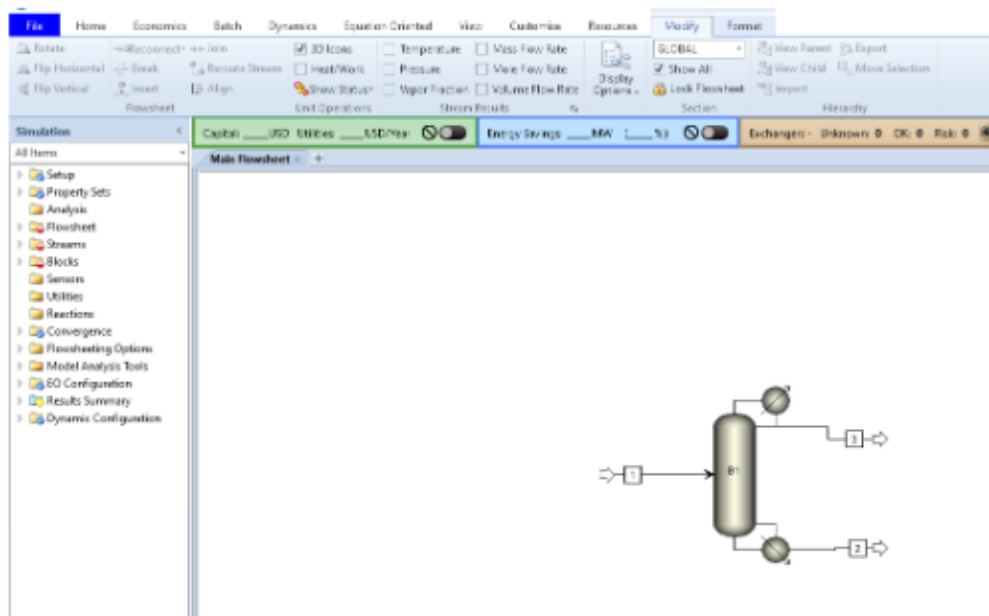 File Home Economics Batch Dynamics Equation Oriented View Customize Resources Modify Format
Rotate Reconnect Join 3D Icons Temperature Mass Flow Rate GLOBAL View Parent Export
Flip Horizontal Break Reroute Stream Heat/Work Pressure Mole Flow Rate Display Show All View Child Move Selection
Flip Vertical Insert Align Show Status Vapor Fraction Volume Flow Rate Options Lock Flowsheet Import
Flowsheet Unit Operations Stream Results Section Hierarchy
Simulation < Capital: ____USD Utilities: ____USD/Year Energy Savings: ____MW (____%) Exchangers - Unknown: 0 OK: 0 Risk: 0
All Items
Main Flowsheet × +
Setup
Property Sets
Analysis
Flowsheet
Streams
Blocks
Sensors
Utilities
Reactions
Convergence
Flowsheeting Options
Model Analysis Tools
EO Configuration
Results Summary
Dynamic Configuration
3
1
B1
2